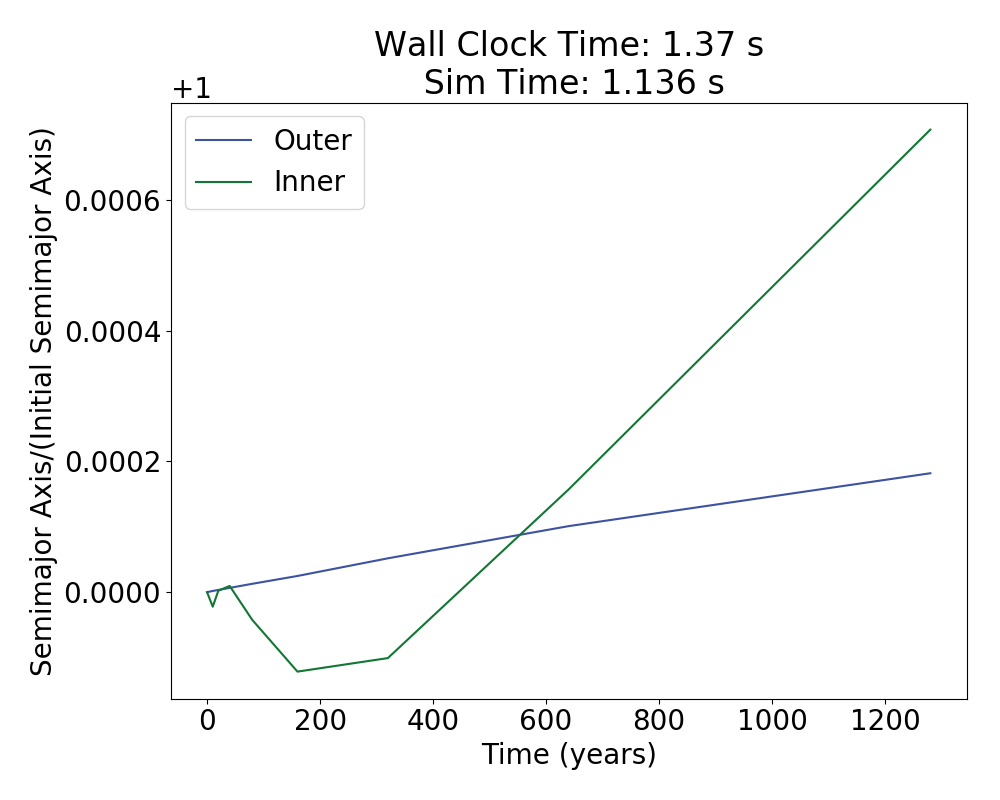 Wall Clock Time: 1.37 s
Sim Time: 1.136 s
+1
Outer
Inner
Semimajor Axis/(Initial Semimajor Axis)
0.0006
0.0004
0.0002
0.0000
0 200 400 600 800 1000 1200
Time (years)